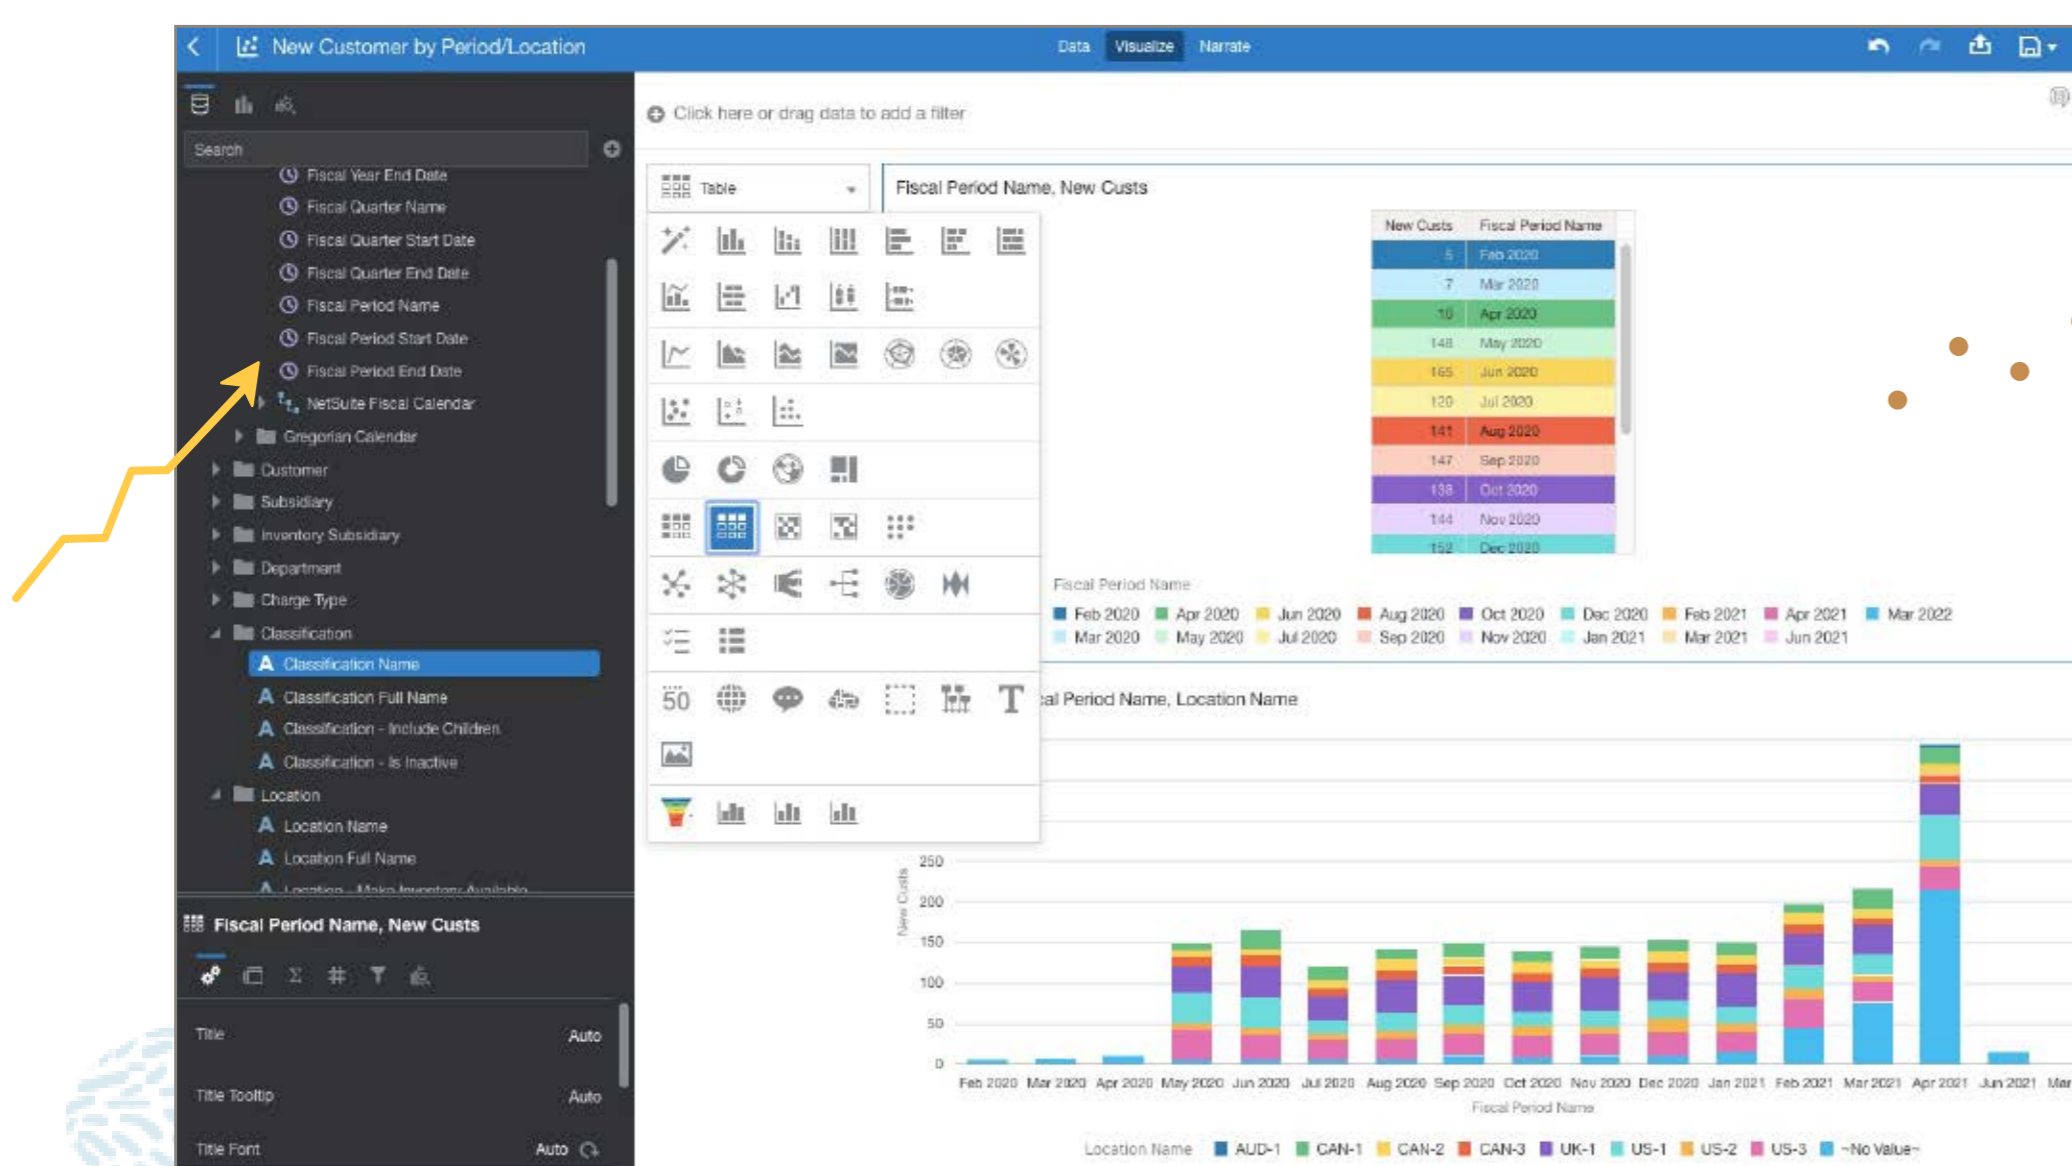 New Customer by Period/Location
Data Visualize Narrate
Search
Fiscal Year End Date
Fiscal Quarter Name
Fiscal Quarter Start Date
Fiscal Quarter End Date
Fiscal Period Name
Fiscal Period Start Date
Fiscal Period End Date
NetSuite Fiscal Calendar
Gregorian Calendar
Customer
Subsidiary
Inventory Subsidiary
Department
Charge Type
Classification
A Classification Name
A Classification Full Name
A Classification - Include Children
A Classification - Is Inactive
Location
A Location Name
A Location Full Name
A Location - Make Inventory Available
Fiscal Period Name, New Custs
Title Auto
Title Tooltip Auto
Title Font Auto
Click here or drag data to add a filter
Table
50
T
Fiscal Period Name, New Custs
New Custs Fiscal Period Name
5 Feb 2020
7 Mar 2020
10 Apr 2020
148 May 2020
165 Jun 2020
120 Jul 2020
141 Aug 2020
147 Sep 2020
138 Oct 2020
144 Nov 2020
152 Dec 2020
Fiscal Period Name
Feb 2020 Apr 2020 Jun 2020 Aug 2020 Oct 2020 Dec 2020 Feb 2021 Apr 2021 Mar 2022
Mar 2020 May 2020 Jul 2020 Sep 2020 Nov 2020 Jan 2021 Mar 2021 Jun 2021
cal Period Name, Location Name
New Custs
250
200
150
100
50
0
Feb 2020 Mar 2020 Apr 2020 May 2020 Jun 2020 Jul 2020 Aug 2020 Sep 2020 Oct 2020 Nov 2020 Dec 2020 Jan 2021 Feb 2021 Mar 2021 Apr 2021 Jun 2021 Mar
Fiscal Period Name
Location Name AUD-1 CAN-1 CAN-2 CAN-3 UK-1 US-1 US-2 US-3 ~No Value~